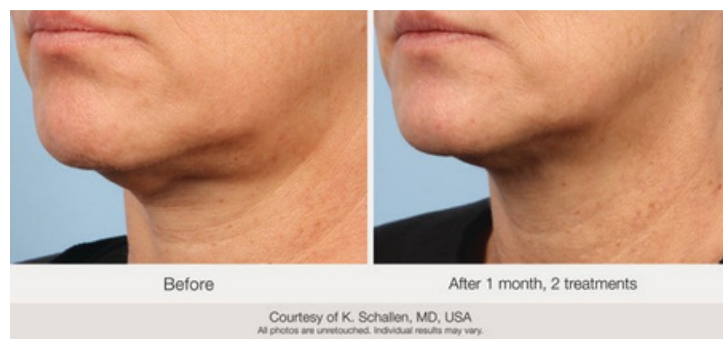 Before
After 1 month, 2 treatments
Courtesy of K. Schallen, MD, USA
All photos are unretouched. Individual results may vary.